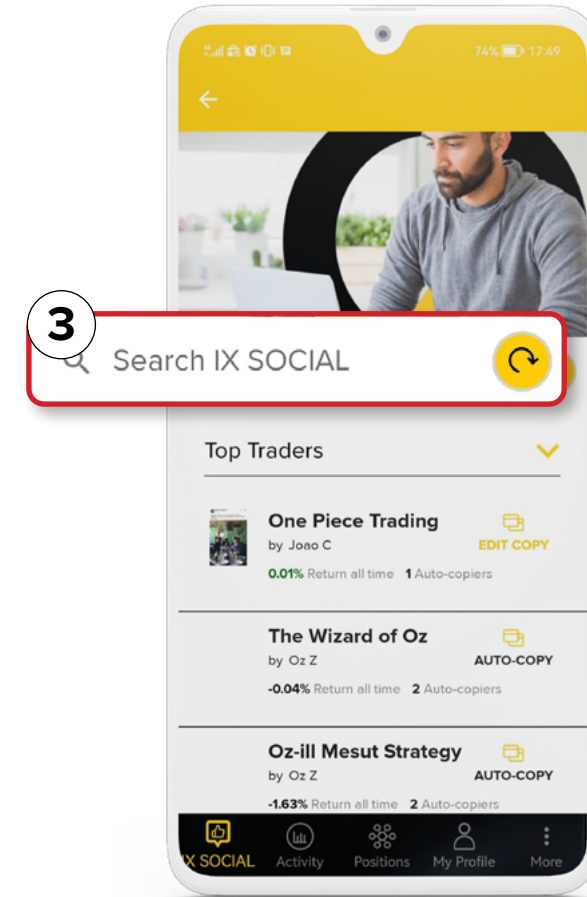 74% 17:49
3
Search IX SOCIAL
Top Traders
One Piece Trading
by Joao C
EDIT COPY
0.01% Return all time 1 Auto-copiers
The Wizard of Oz
by Oz Z
AUTO-COPY
-0.04% Return all time 2 Auto-copiers
Oz-ill Mesut Strategy
by Oz Z
AUTO-COPY
-1.63% Return all time 2 Auto-copiers
IX SOCIAL Activity Positions My Profile More